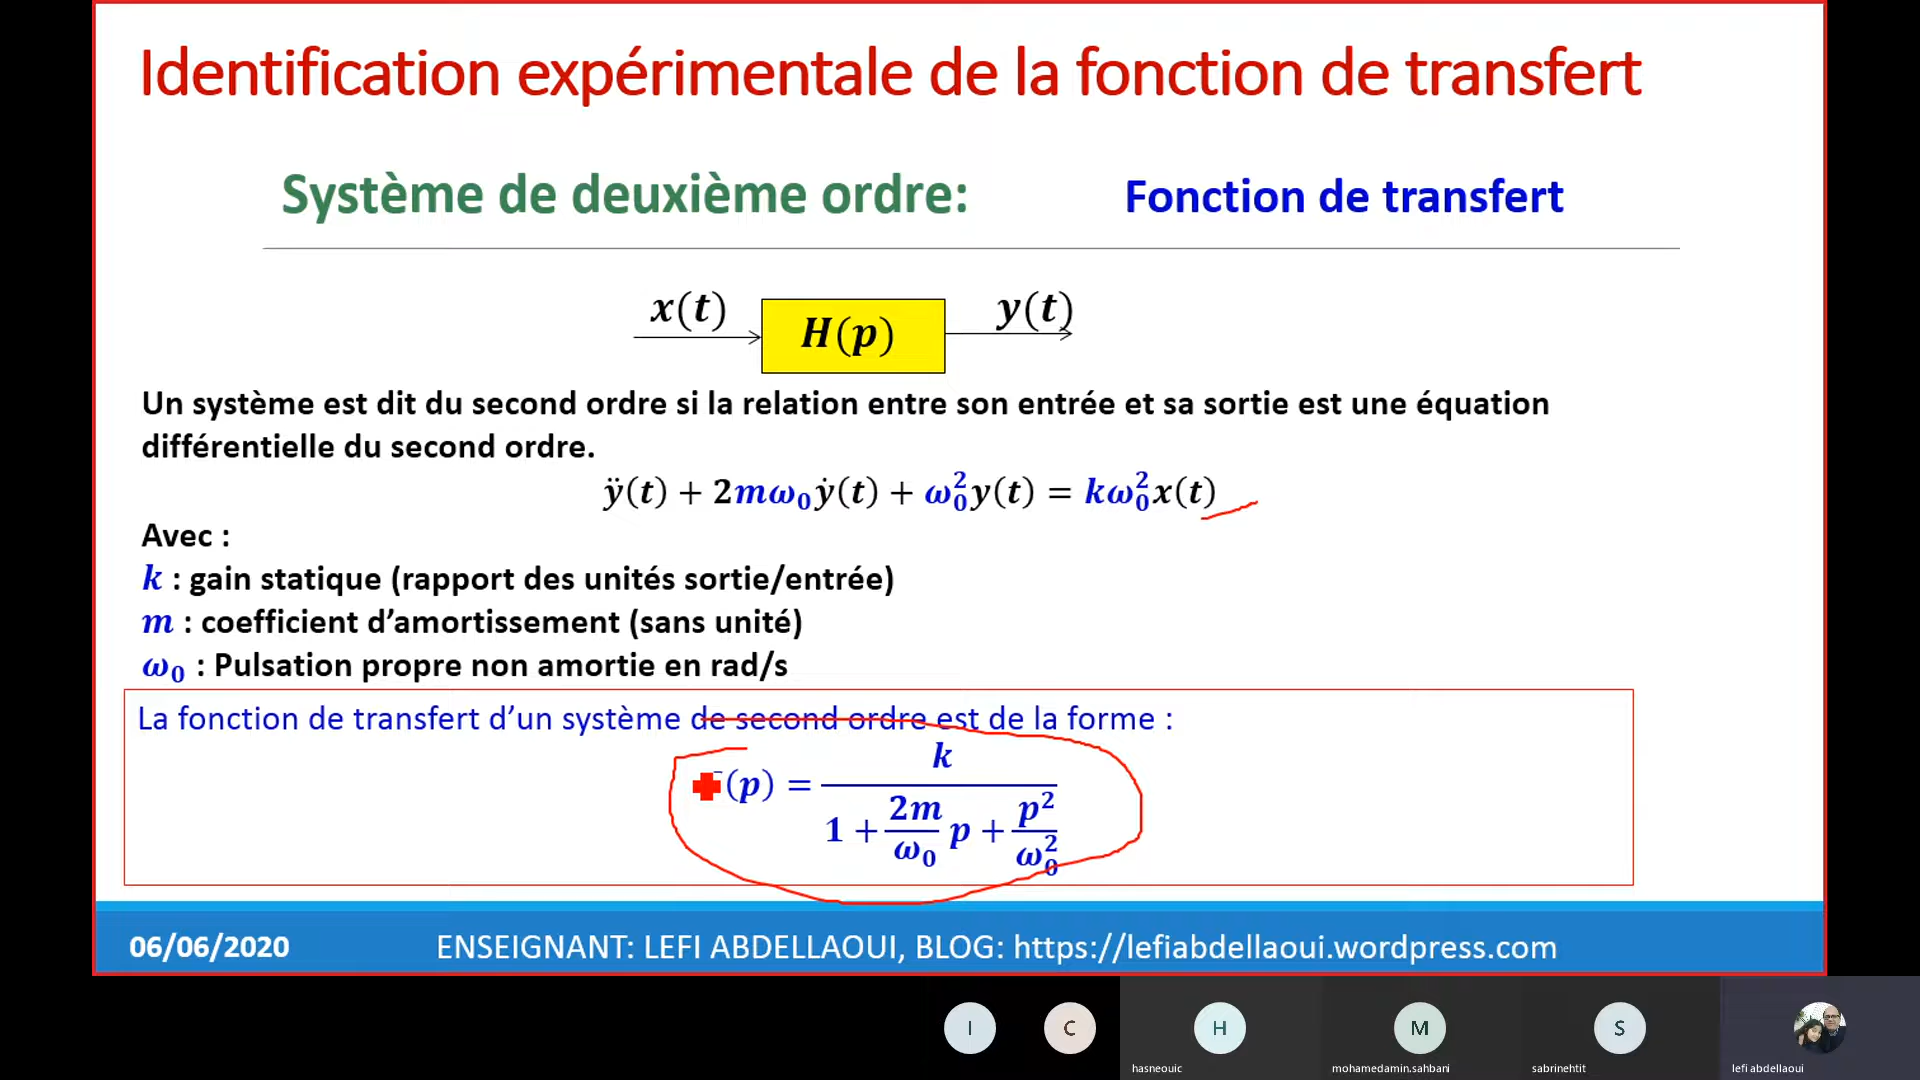 Identification expérimentale de la fonction de transfert
Système de deuxième ordre: Fonction de transfert
x(t) H(p) y(t)
Un système est dit du second ordre si la relation entre son entrée et sa sortie est une équation
différentielle du second ordre.
ÿ(t) + 2mω₀ẏ(t) + ω₀²y(t) = kω₀²x(t)
Avec :
k : gain statique (rapport des unités sortie/entrée)
m : coefficient d’amortissement (sans unité)
ω₀ : Pulsation propre non amortie en rad/s
La fonction de transfert d’un système de second ordre est de la forme :
(p) = k / (1 + (2m/ω₀) p + p²/ω₀²)
06/06/2020 ENSEIGNANT: LEFI ABDELLAOUI, BLOG: https://lefiabdellaoui.wordpress.com
I C H M S
hasneouic mohamedamin.sahbani sabrinehtit lefi abdellaoui